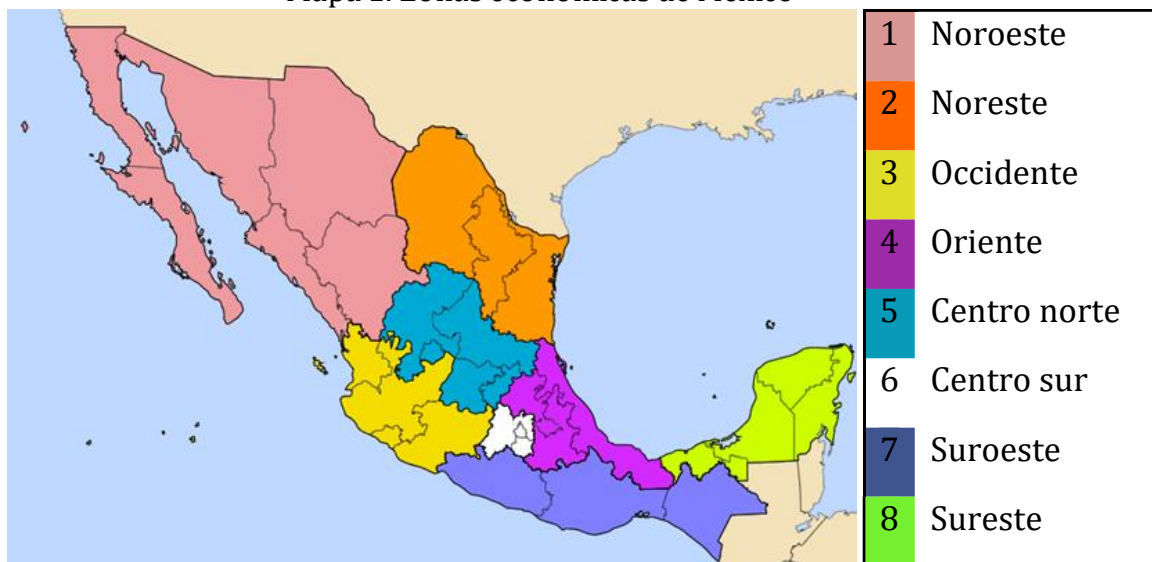 1 Noroeste
2 Noreste
3 Occidente
4 Oriente
5 Centro norte
6 Centro sur
7 Suroeste
8 Sureste